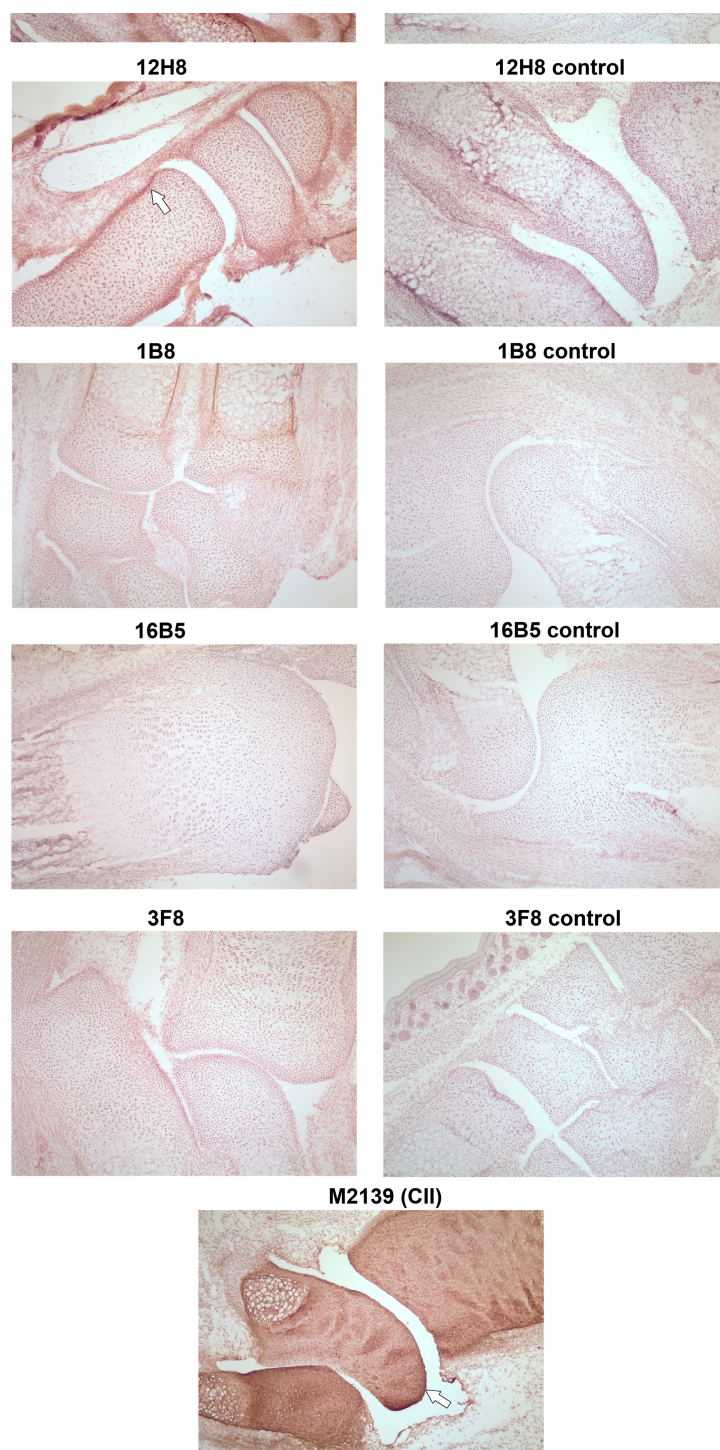 12H8
12H8 control
1B8
1B8 control
16B5
16B5 control
3F8
3F8 control
M2139 (CII)